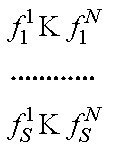 f₁¹ K f₁ᴺ
............
f_S¹ K f_Sᴺ